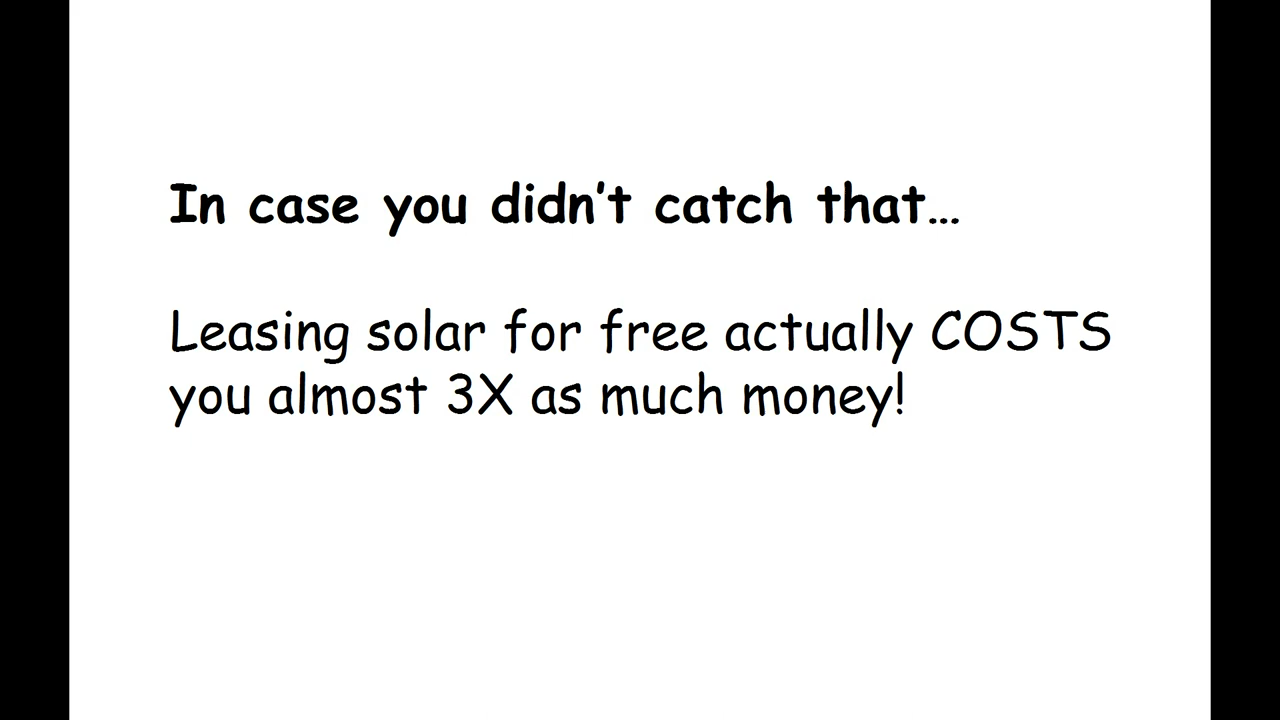 In case you didn't catch that…
Leasing solar for free actually COSTS
you almost 3X as much money!